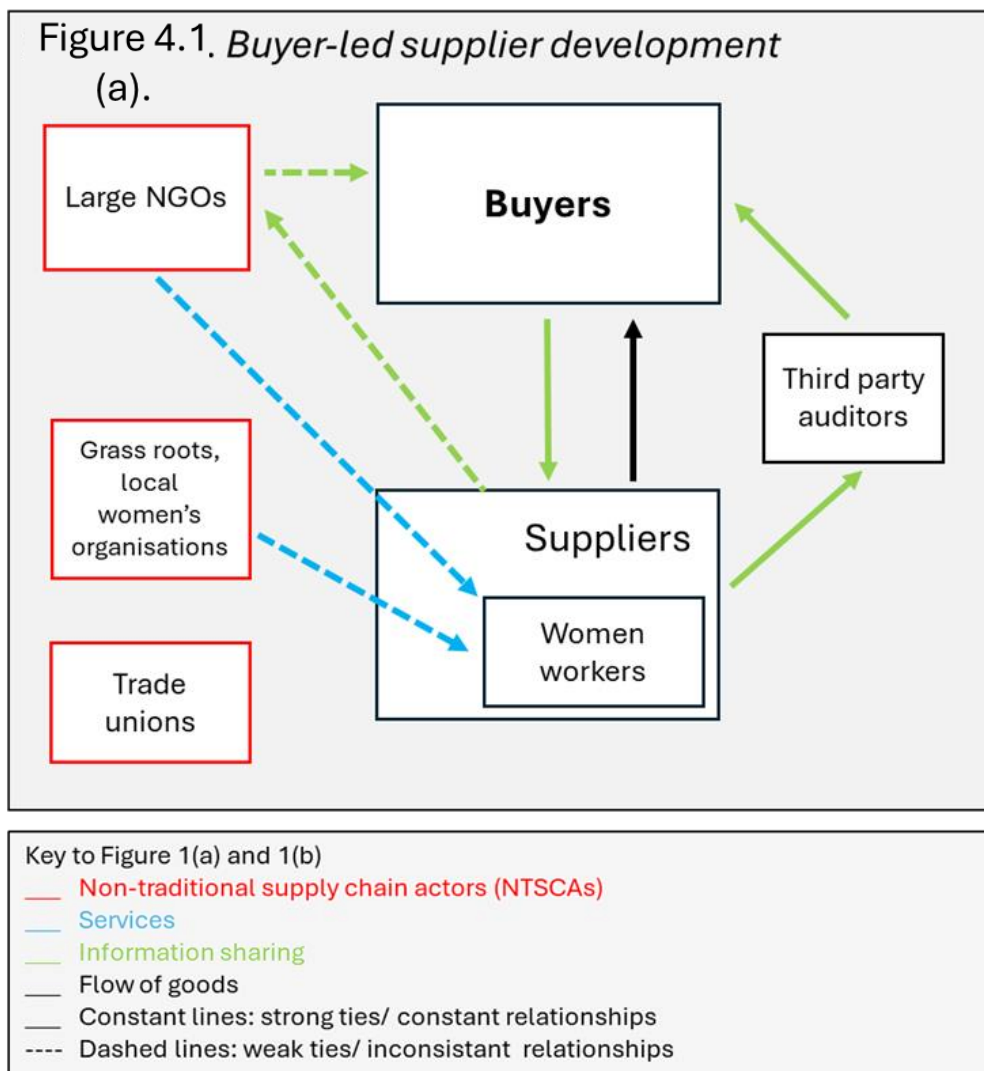 Figure 4.1. Buyer-led supplier development
(a).
Large NGOs
Buyers
Third party
auditors
Grass roots,
local
women’s
organisations
Suppliers
Women
workers
Trade
unions
Key to Figure 1(a) and 1(b)
___ Non-traditional supply chain actors (NTSCAs)
___ Services
___ Information sharing
___ Flow of goods
___ Constant lines: strong ties/ constant relationships
---- Dashed lines: weak ties/ inconsistant relationships